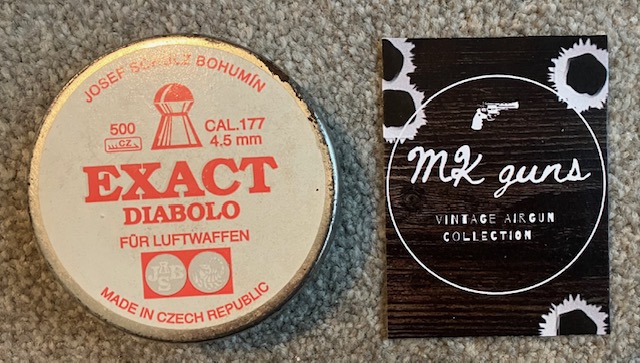 JOSEF SCHULZ BOHUMÍN
500
CZ
CAL.177
4.5 mm
EXACT
DIABOLO
FÜR LUFTWAFFEN
MADE IN CZECH REPUBLIC
MK guns
VINTAGE AIRGUN
COLLECTION